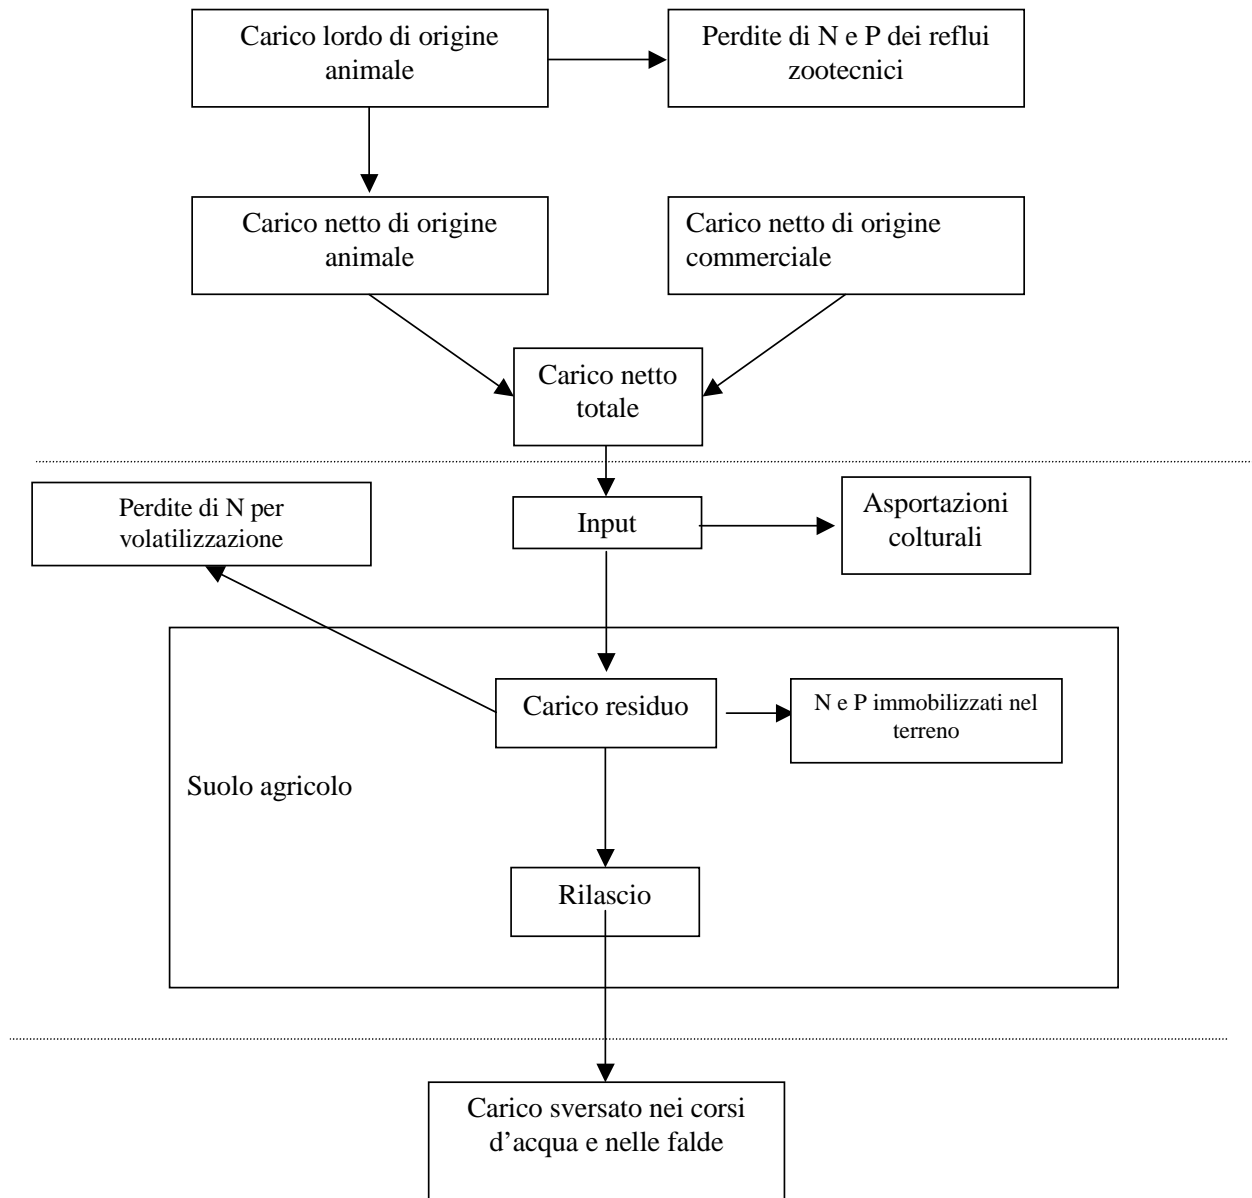 Carico lordo di origine
animale
Perdite di N e P dei reflui
zootecnici
Carico netto di origine
animale
Carico netto di origine
commerciale
Carico netto
totale
Perdite di N per
volatilizzazione
Input
Asportazioni
colturali
Carico residuo
N e P immobilizzati nel
terreno
Suolo agricolo
Rilascio
Carico sversato nei corsi
d’acqua e nelle falde